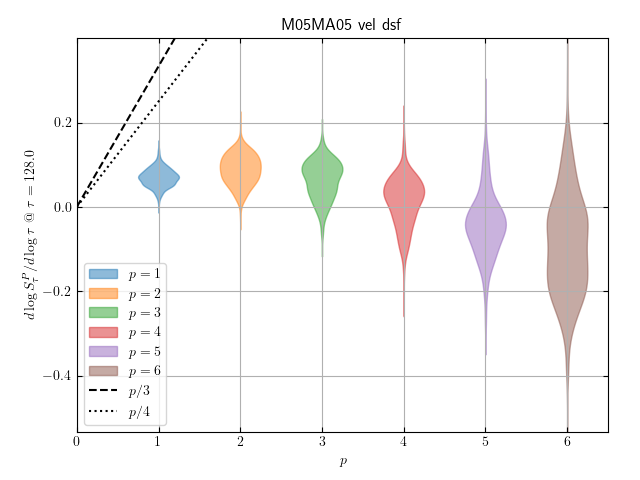 M05MA05 vel dsf
d log S_τ^P / d log τ @ τ = 128.0
0.2
0.0
−0.2
−0.4
p = 1
p = 2
p = 3
p = 4
p = 5
p = 6
p/3
p/4
0 1 2 3 4 5 6
p